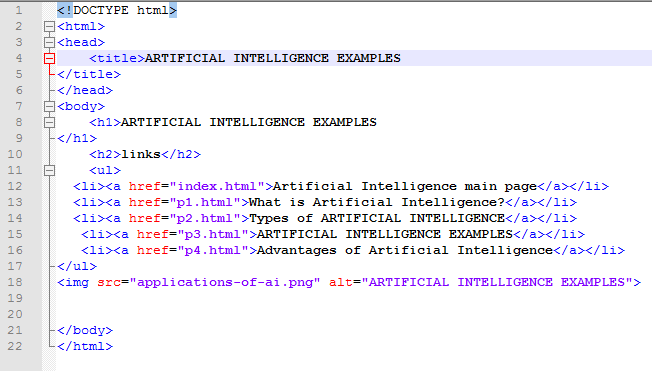 1 <!DOCTYPE html>
2 <html>
3 <head>
4 <title>ARTIFICIAL INTELLIGENCE EXAMPLES
5 </title>
6 </head>
7 <body>
8 <h1>ARTIFICIAL INTELLIGENCE EXAMPLES
9 </h1>
10 <h2>links</h2>
11 <ul>
12 <li><a href="index.html">Artificial Intelligence main page</a></li>
13 <li><a href="p1.html">What is Artificial Intelligence?</a></li>
14 <li><a href="p2.html">Types of ARTIFICIAL INTELLIGENCE</a></li>
15 <li><a href="p3.html">ARTIFICIAL INTELLIGENCE EXAMPLES</a></li>
16 <li><a href="p4.html">Advantages of Artificial Intelligence</a></li>
17 </ul>
18 <img src="applications-of-ai.png" alt="ARTIFICIAL INTELLIGENCE EXAMPLES">
19
20
21 </body>
22 </html>